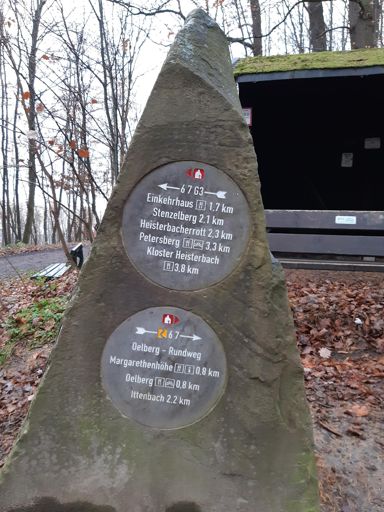 6 7 G3
Einkehrhaus 1,7 km
Stenzelberg 2,1 km
Heisterbacherrott 2,3 km
Petersberg 3,3 km
Kloster Heisterbach
3,8 km
6 7
Oelberg - Rundweg
Margarethenhöhe 0,8 km
Oelberg 0,8 km
Ittenbach 2,2 km